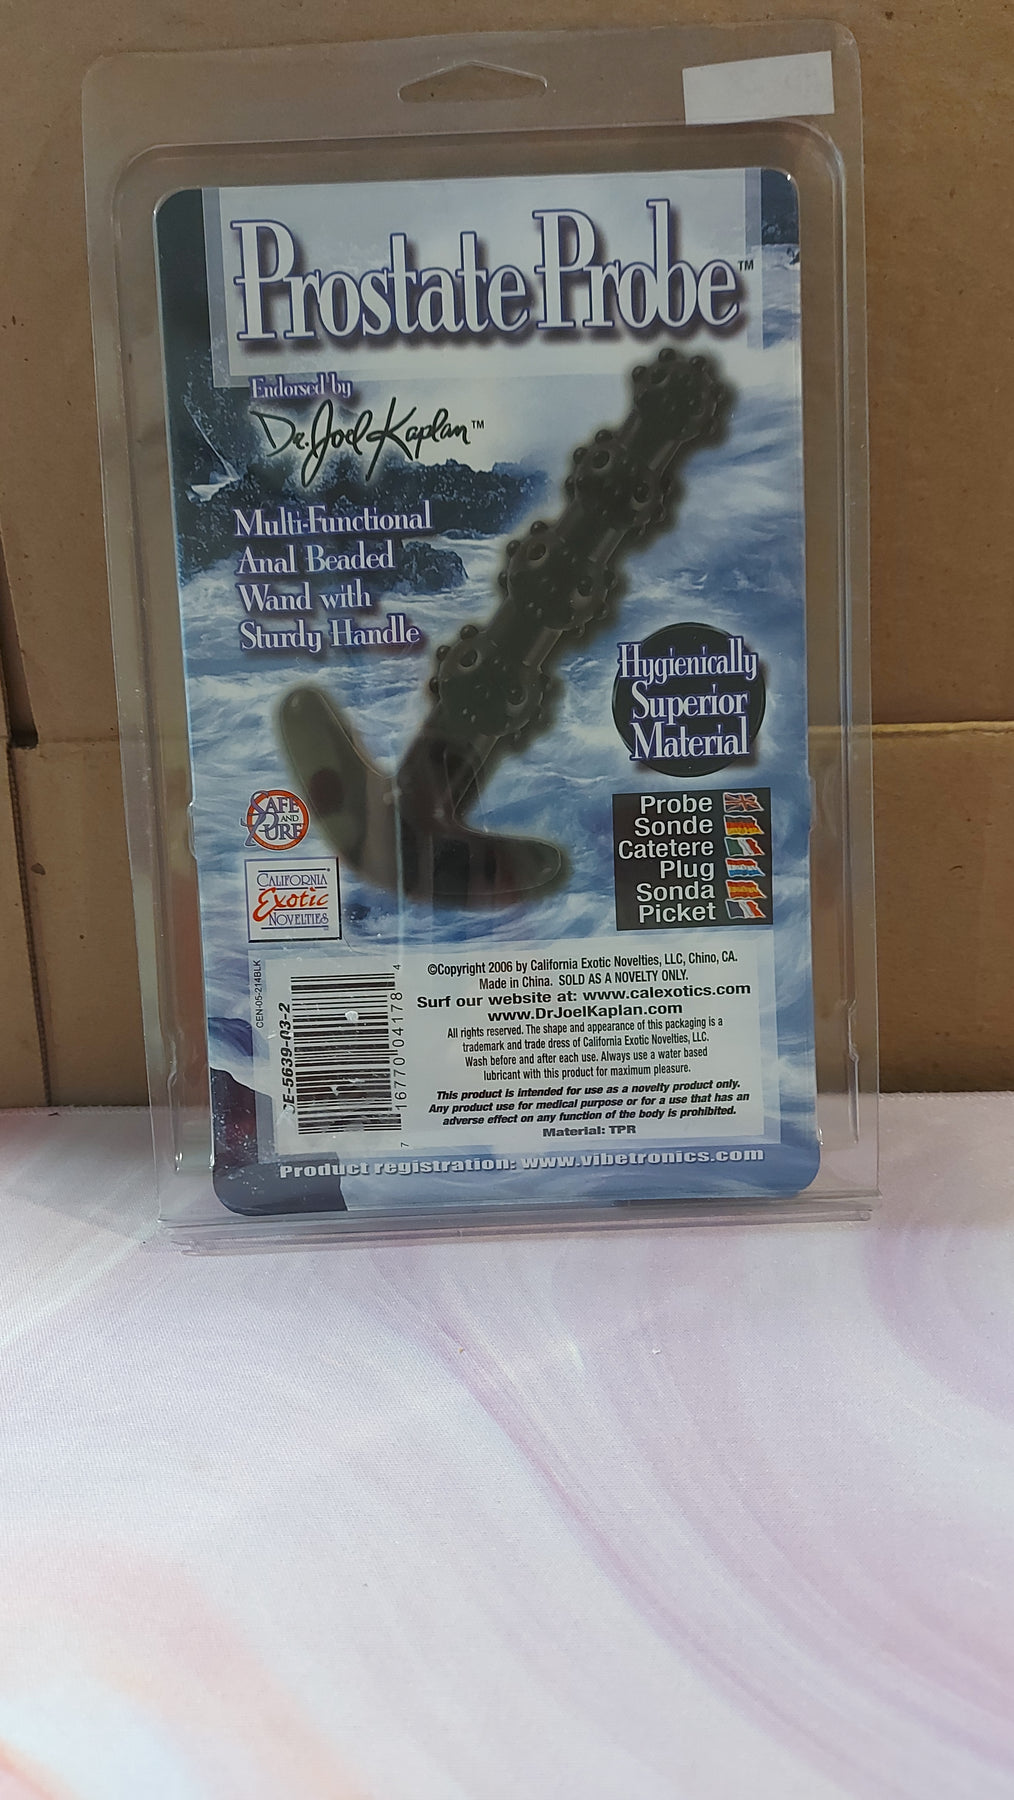 Prostate Probe™
Endorsed by
Dr. Joel Kaplan™
Multi-Functional
Anal Beaded
Wand with
Sturdy Handle
Hygienically
Superior
Material
SAFE
AND
PURE
CALIFORNIA
Exotic
NOVELTIES
Probe
Sonde
Catetere
Plug
Sonda
Picket
CEN-05-214BLK
SE-5639-03-2
7 16770 04178 4
©Copyright 2006 by California Exotic Novelties, LLC, Chino, CA.
Made in China. SOLD AS A NOVELTY ONLY.
Surf our website at: www.calexotics.com
www.DrJoelKaplan.com
All rights reserved. The shape and appearance of this packaging is a
trademark and trade dress of California Exotic Novelties, LLC.
Wash before and after each use. Always use a water based
lubricant with this product for maximum pleasure.
This product is intended for use as a novelty product only.
Any product use for medical purpose or for a use that has an
adverse effect on any function of the body is prohibited.
Material: TPR
Product registration: www.vibetronics.com